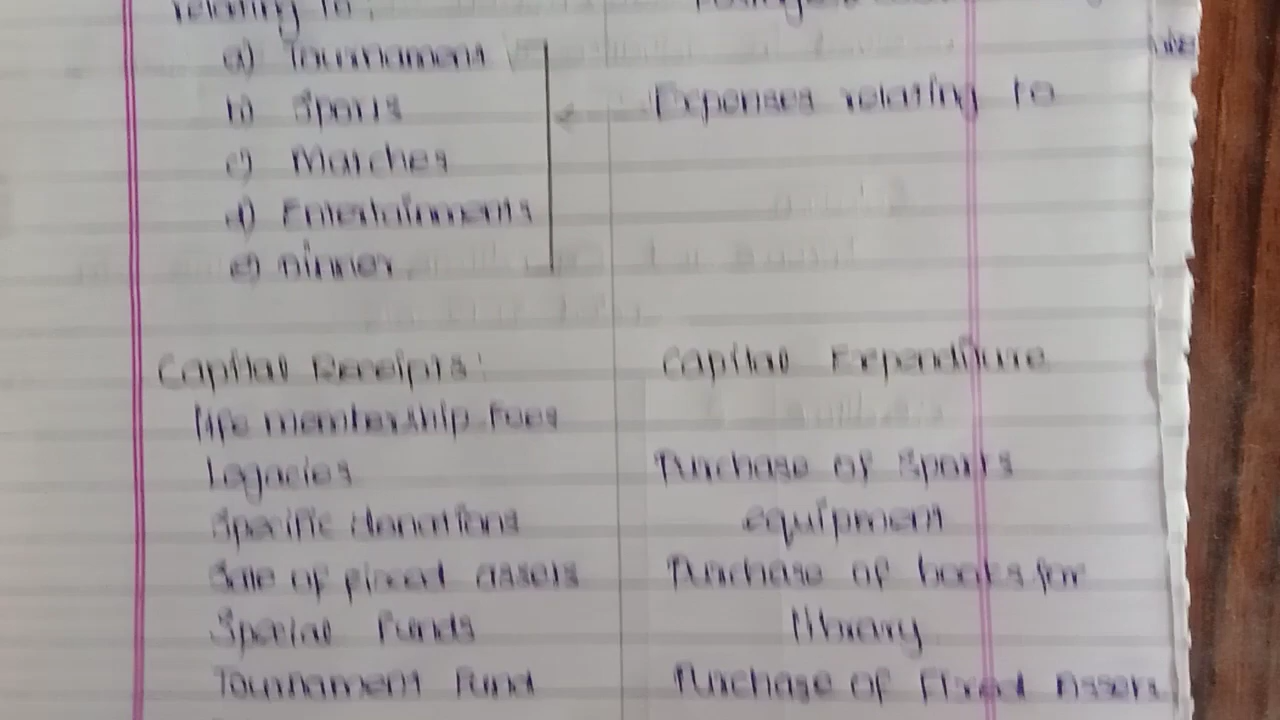 relating to :
a) Tournament
b) Sports
c) Matches
d) Entertainments
e) Dinner
Expenses relating to
Capital Receipts:
life membership Fees
Legacies
Specific donations
Sale of fixed assets
Special Funds
Tournament Fund
Capital Expenditure
Purchase of Sports
equipment
Purchase of books for
library
Purchase of Fixed Assets